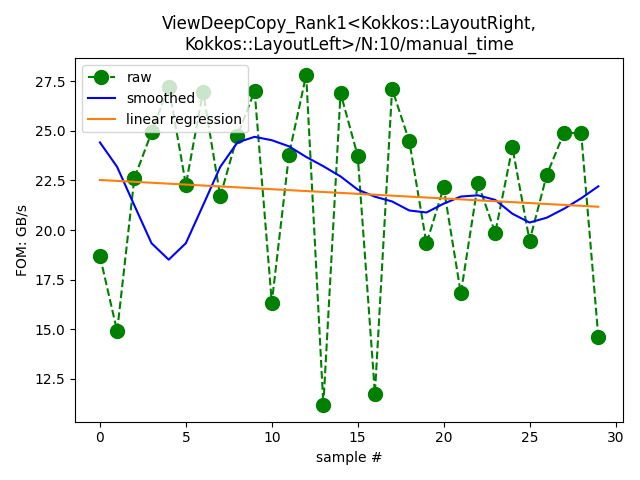 ViewDeepCopy_Rank1<Kokkos::LayoutRight,
Kokkos::LayoutLeft>/N:10/manual_time
raw
smoothed
linear regression
FOM: GB/s
27.5
25.0
22.5
20.0
17.5
15.0
12.5
0
5
10
15
20
25
30
sample #